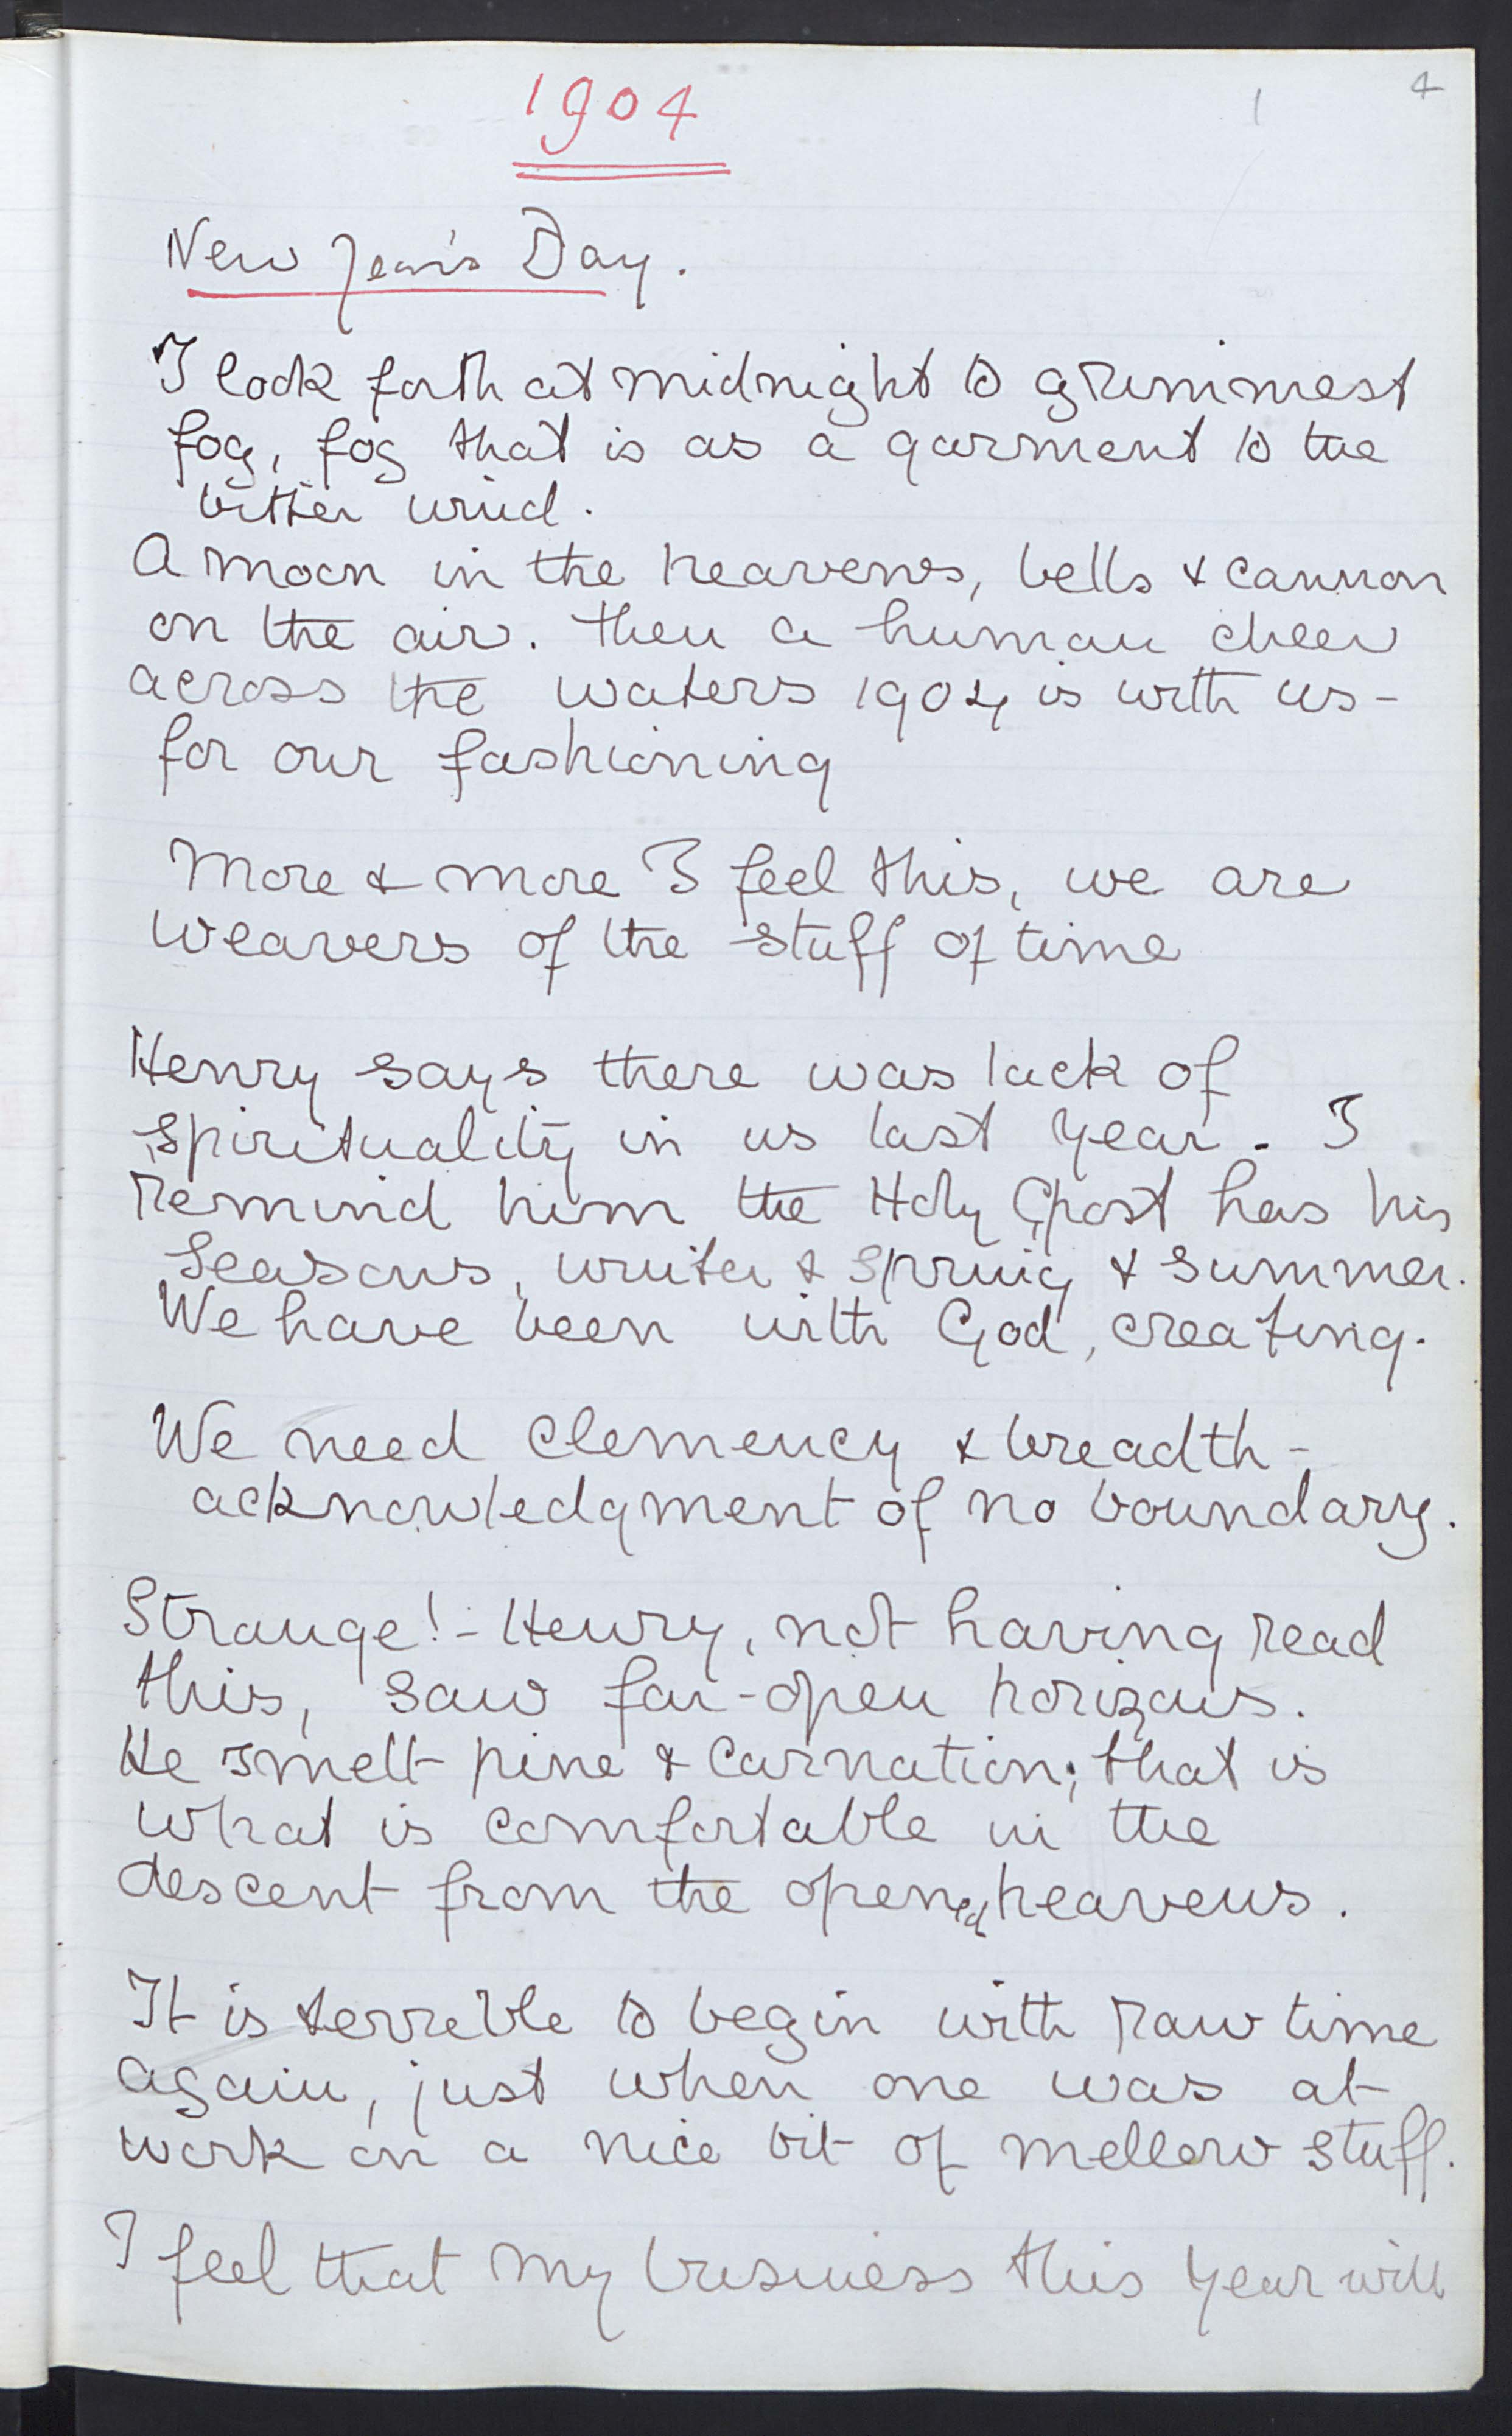 1904
1 4
New Year's Day.
I look forth at midnight to grimmest
fog, fog that is as a garment to the
bitter wind.
A moon in the heavens, bells & cannon
on the air. Then a human cheer
across the waters 1904 is with us -
for our fashioning
More & more I feel this, we are
weavers of the stuff of time
Henry says there was lack of
spirituality in us last year. I
remind him the Holy Ghost has his
Seasons, winter & spring & summer.
We have been with God, creating.
We need clemency & breadth -
acknowledgment of no boundary.
Strange! - Henry, not having read
this, saw far-open horizons.
He smelt pine & Carnation; that is
what is comfortable in the
descent from the opened heavens.
It is terrible to begin with raw time
again, just when one was at
work on a nice bit of mellow stuff.
I feel that my business this year will